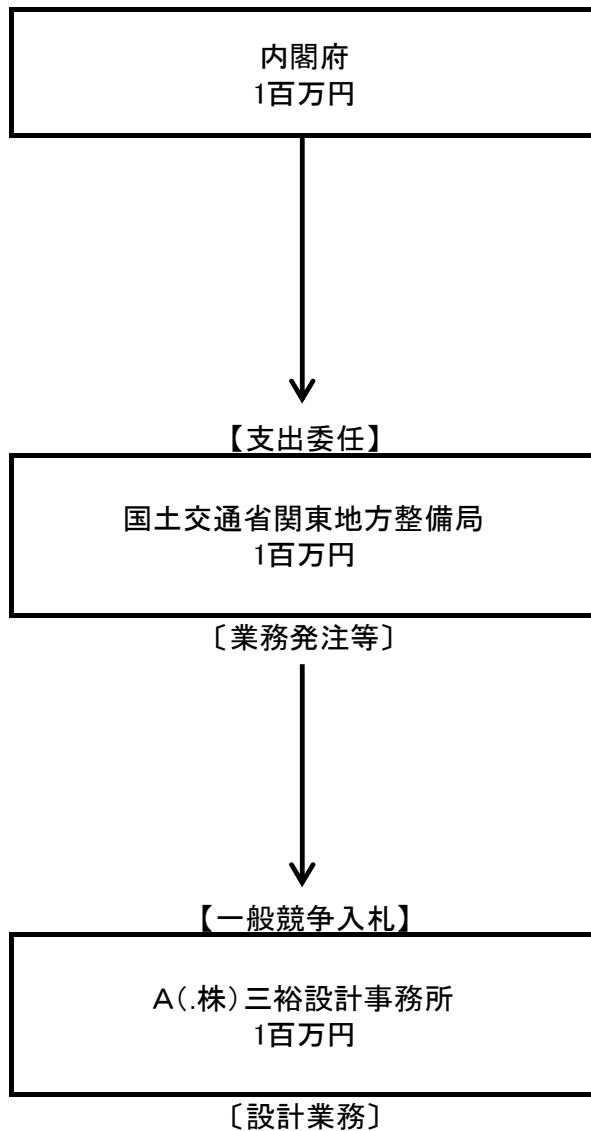 内閣府
1百万円
【支出委任】
国土交通省関東地方整備局
1百万円
〔業務発注等〕
【一般競争入札】
A(.株)三裕設計事務所
1百万円
〔設計業務〕